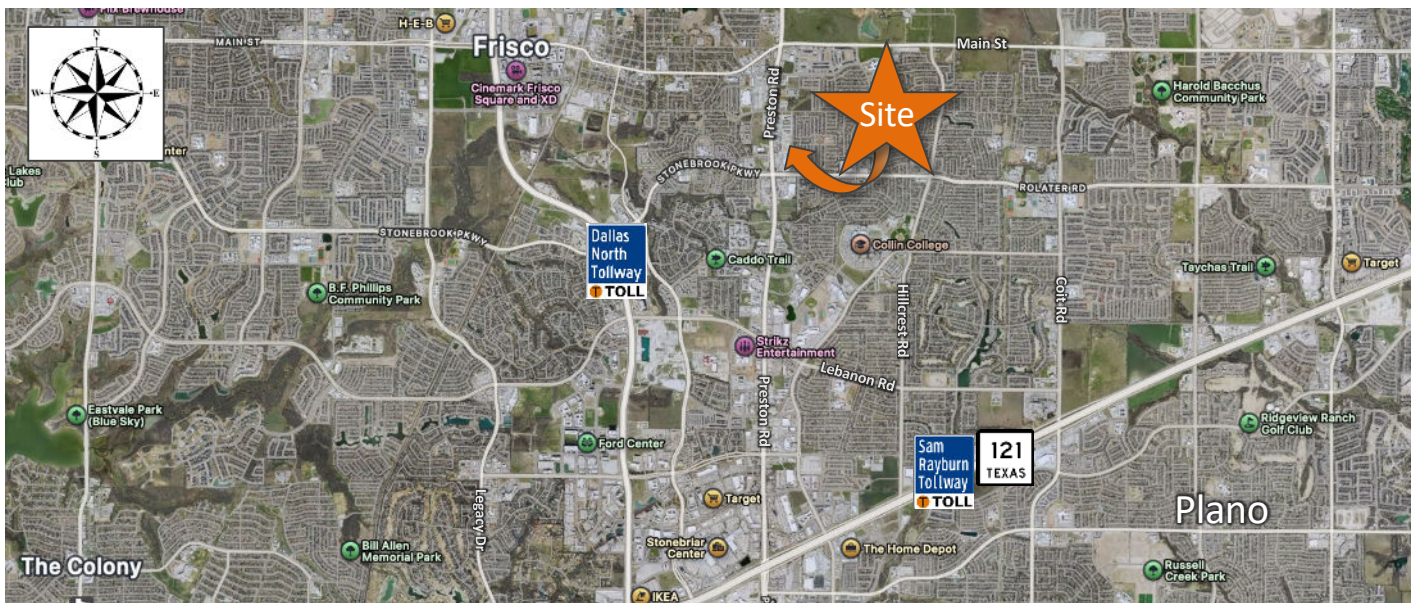 Flix Brewhouse
H-E-B
MAIN ST
Frisco
Main St
N
W
E
S
Cinemark Frisco
Square and XD
Preston Rd
Site
Harold Bacchus
Community Park
nter
Lakes
lub
STONEBROOK PKWY
ROLATER RD
STONEBROOK PKWY
Dallas
North
Tollway
T TOLL
Caddo Trail
Collin College
Taychas Trail
Target
B.F. Phillips
Community Park
Hillcrest Rd
Coit Rd
Strikz
Entertainment
Lebanon Rd
Preston Rd
Eastvale Park
(Blue Sky)
Ford Center
Ridgeview Ranch
Golf Club
Sam
Rayburn
Tollway
T TOLL
121
TEXAS
Legacy Dr
Target
Plano
Stonebriar
Center
The Home Depot
Bill Allen
Memorial Park
The Colony
Russell
Creek Park
IKEA